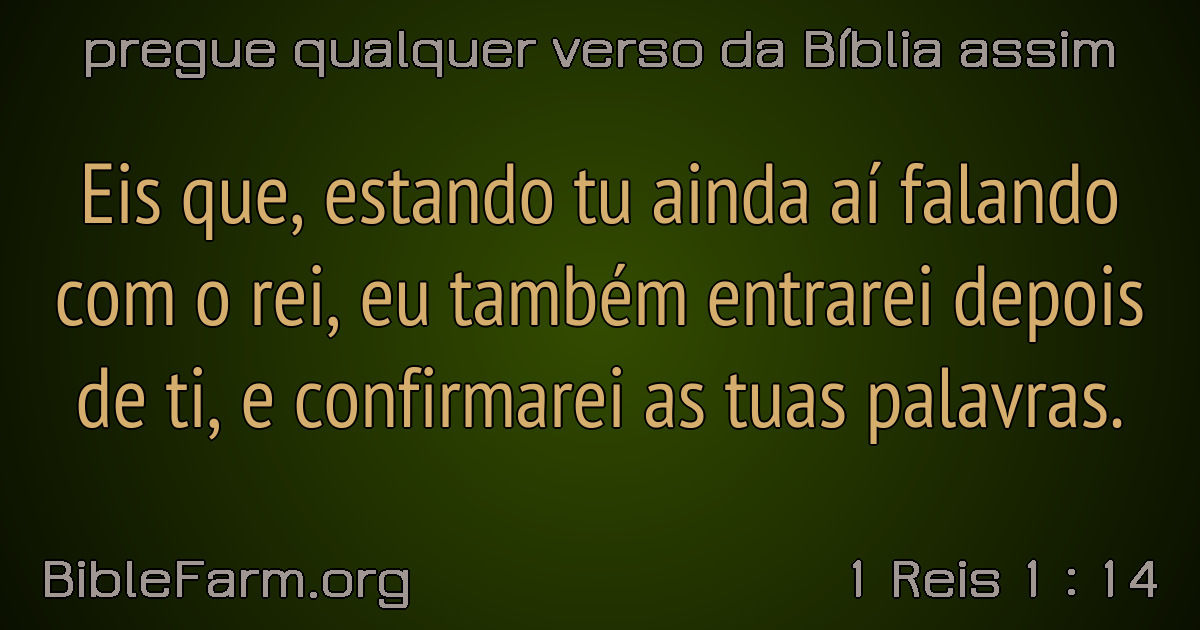 pregue qualquer verso da Bíblia assim
Eis que, estando tu ainda aí falando
com o rei, eu também entrarei depois
de ti, e confirmarei as tuas palavras.
BibleFarm.org
1 Reis 1 : 14